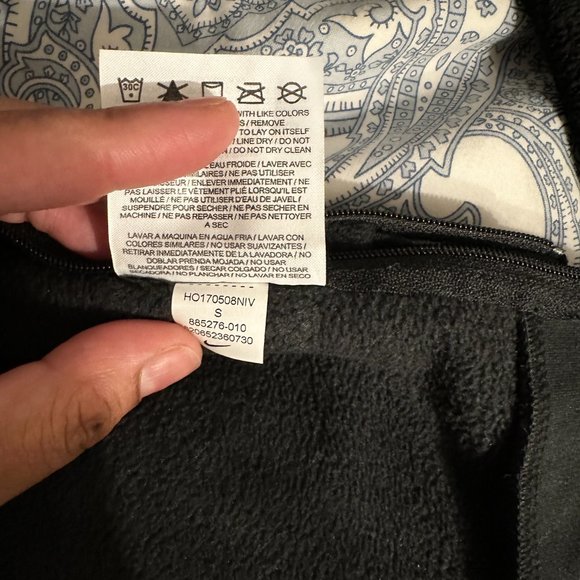 30C
WITH LIKE COLORS
/ REMOVE
TO LAY ON ITSELF
/ LINE DRY / DO NOT
/ DO NOT DRY CLEAN
EAU FROIDE / LAVER AVEC
/ NE PAS UTILISER
ENLEVER IMMÉDIATEMENT / NE
PAS LAISSER LE VÊTEMENT PLIÉ LORSQU'IL EST
MOUILLÉ / NE PAS UTILISER D'EAU DE JAVEL /
SUSPENDRE POUR SECHER / NE PAS SECHER EN
MACHINE / NE PAS REPASSER / NE PAS NETTOYER
A SEC
LAVAR A MAQUINA EN AGUA FRIA / LAVAR CON
COLORES SIMILARES / NO USAR SUAVIZANTES /
RETIRAR INMEDIATAMENTE DE LA LAVADORA / NO
DOBLAR PRENDA MOJADA / NO USAR
BLANQUEADORES / SECAR COLGADO / NO USAR
SECADORA / NO PLANCHAR / NO LAVAR EN SECO
HO170508NIV
S
885276-010
20652360730